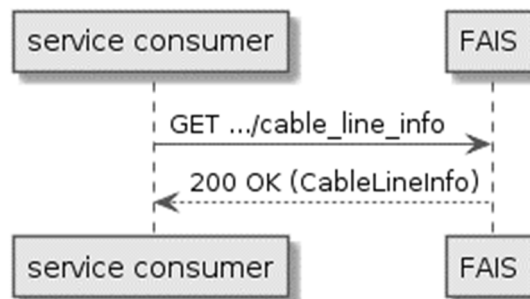 service consumer
FAIS
GET .../cable_line_info
200 OK (CableLineInfo)
service consumer
FAIS